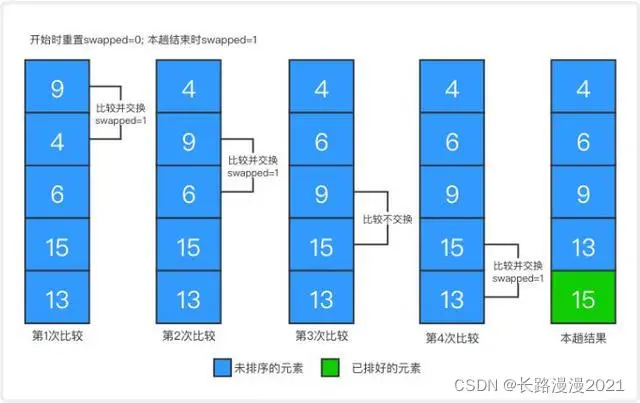 开始时重置swapped=0; 本趟结束时swapped=1
9
4
6
15
13
比较并交换
swapped=1
第1次比较
4
9
6
15
13
比较并交换
swapped=1
第2次比较
4
6
9
15
13
比较不交换
第3次比较
4
6
9
15
13
比较并交换
swapped=1
第4次比较
4
6
9
13
15
本趟结果
未排序的元素
已排好的元素
CSDN @长路漫漫2021